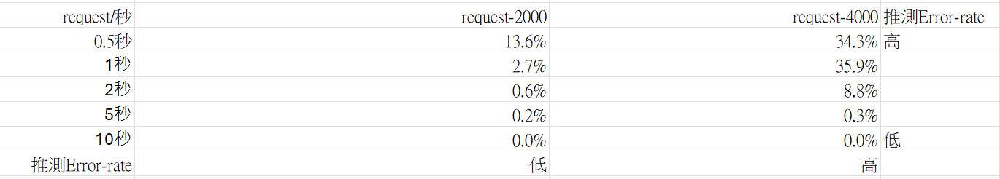 request/秒 request-2000 request-4000 推測Error-rate
0.5秒 13.6% 34.3% 高
1秒 2.7% 35.9%
2秒 0.6% 8.8%
5秒 0.2% 0.3%
10秒 0.0% 0.0% 低
推測Error-rate 低 高